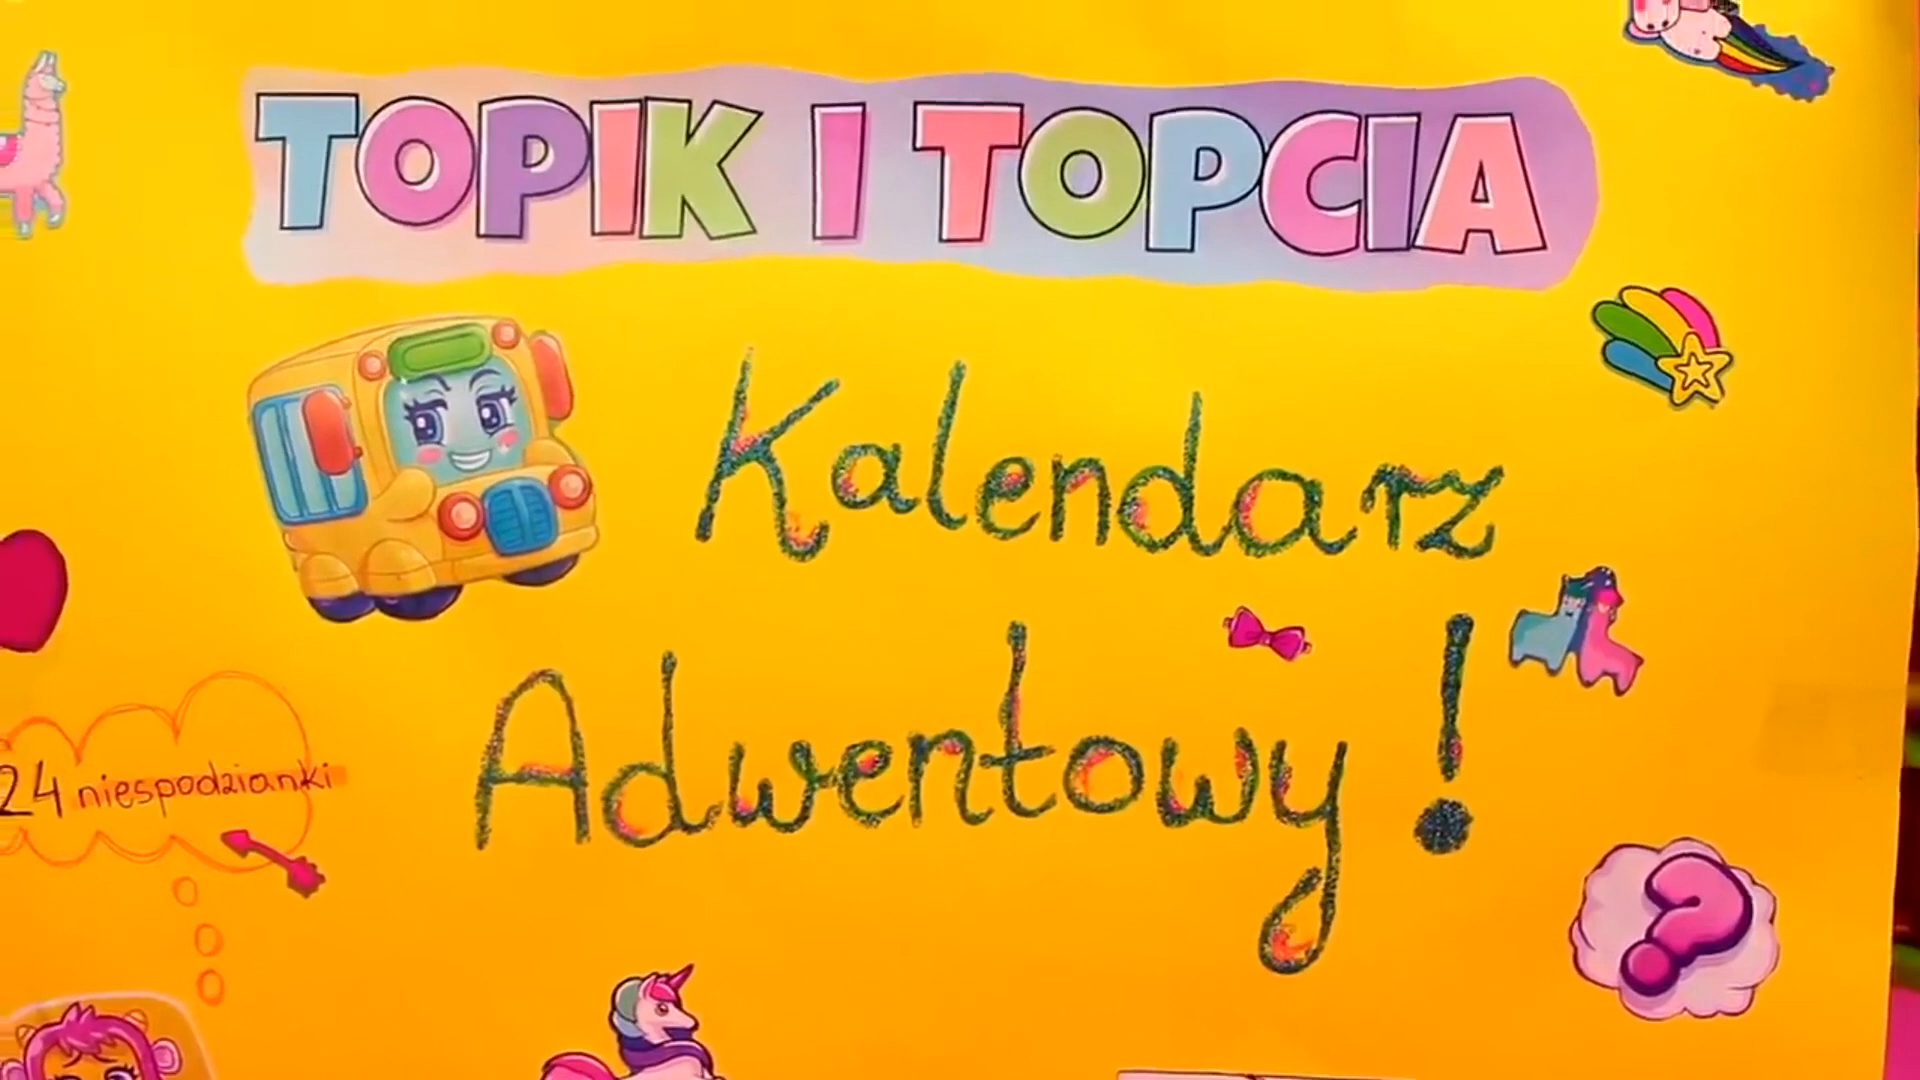 TOPIK I TOPCIA
Kalendarz
Adwentowy!
24 niespodzianki
?